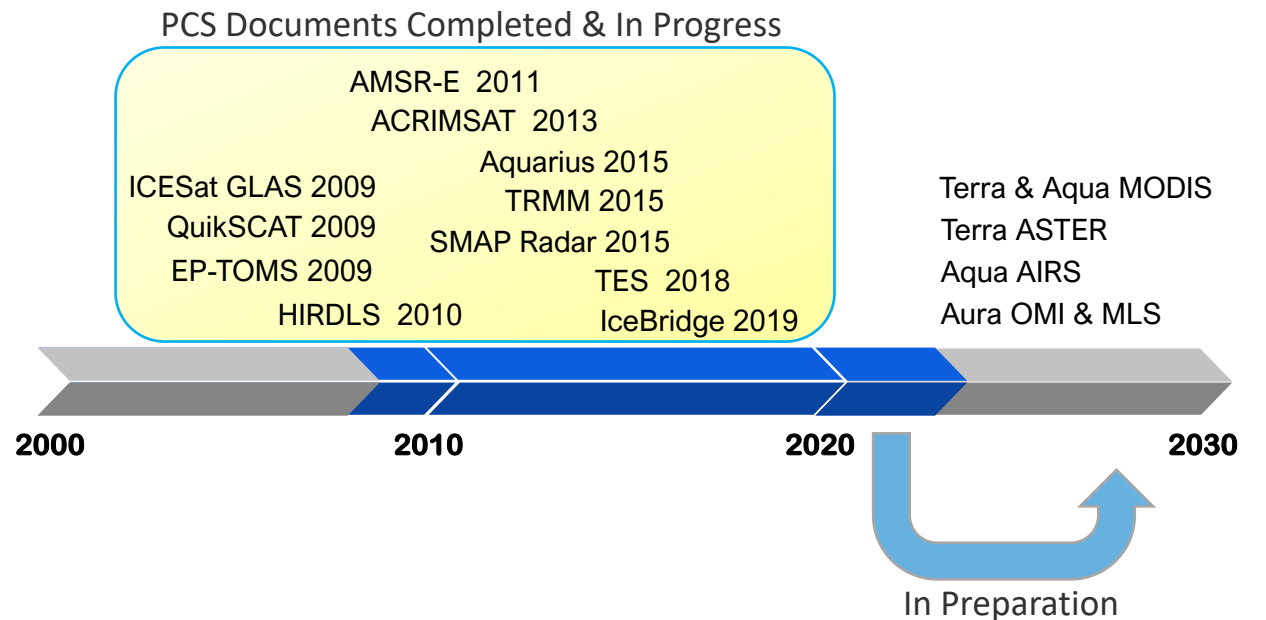 PCS Documents Completed & In Progress
AMSR-E 2011
ACRIMSAT 2013
Aquarius 2015
ICESat GLAS 2009
TRMM 2015
QuikSCAT 2009
SMAP Radar 2015
EP-TOMS 2009
TES 2018
HIRDLS 2010
IceBridge 2019
Terra & Aqua MODIS
Terra ASTER
Aqua AIRS
Aura OMI & MLS
2000
2010
2020
2030
In Preparation